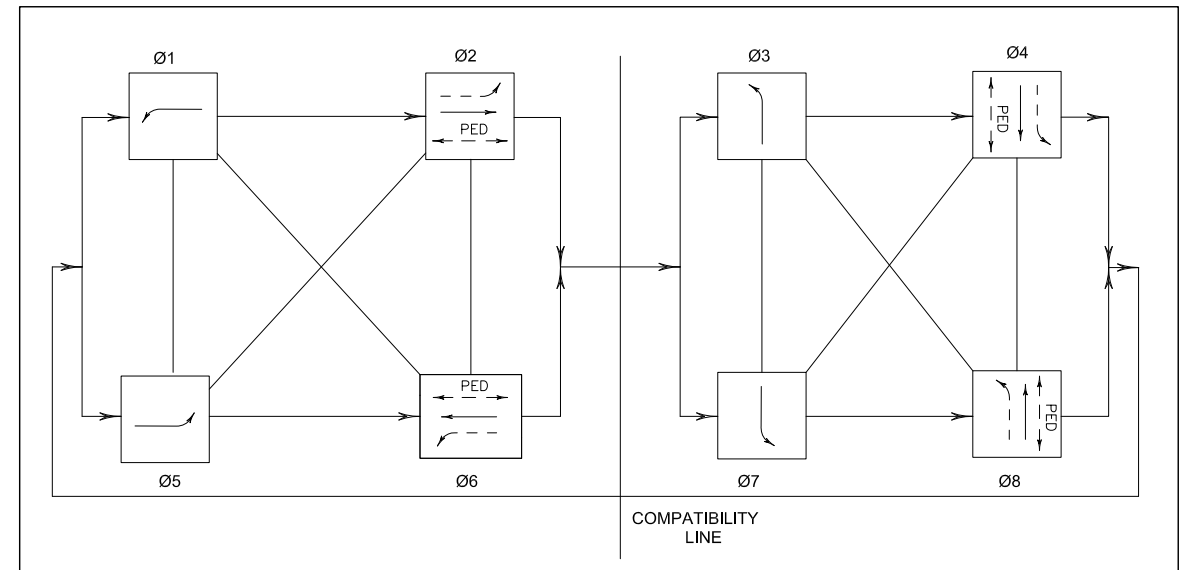 Ø1
Ø2
Ø3
Ø4
PED
PED
PED
PED
Ø5
Ø6
Ø7
Ø8
COMPATIBILITY
LINE